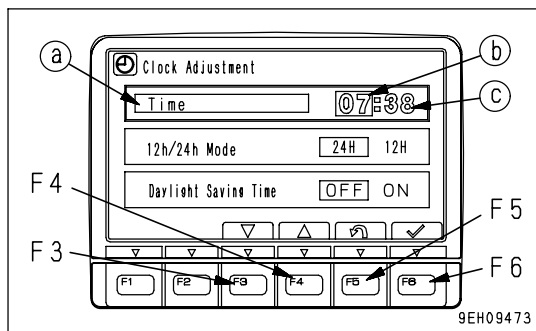 a
b
Clock Adjustment
Time
07:38
c
12h/24h Mode
24H
12H
F4
Daylight Saving Time
OFF
ON
F5
F3
F6
F1
F2
F3
F4
F5
F6
9EH09473